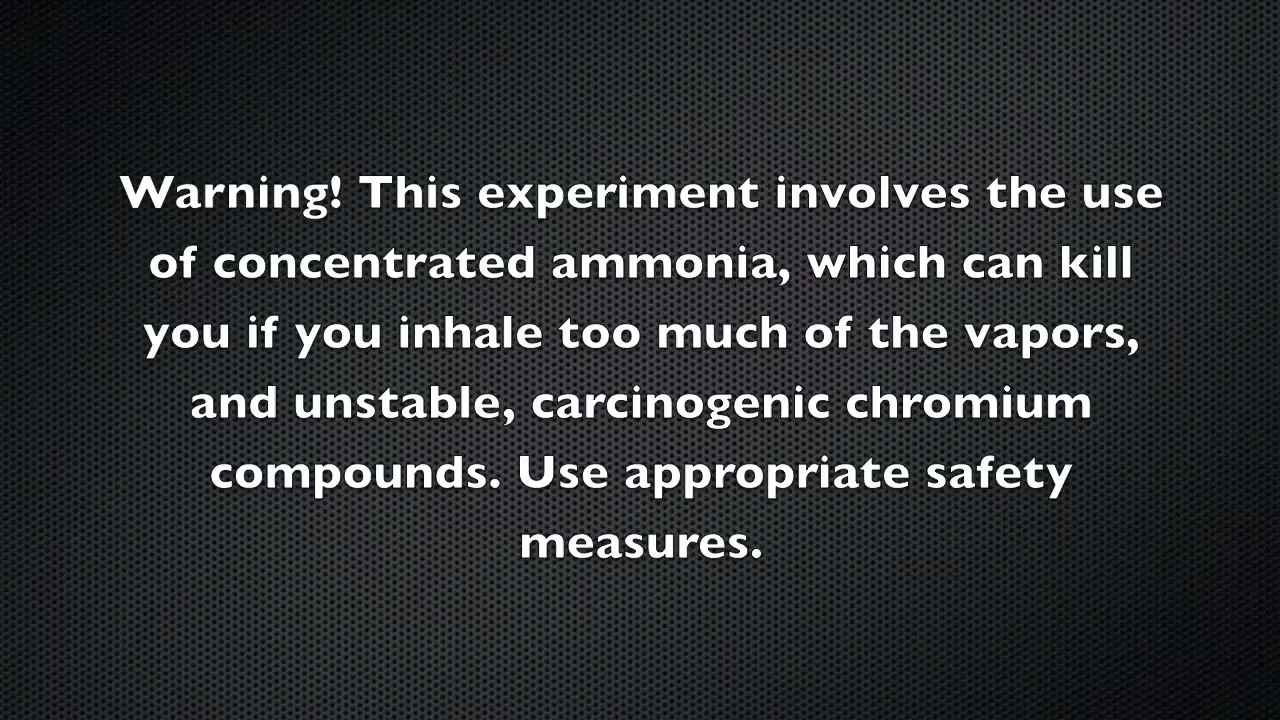 Warning! This experiment involves the use
of concentrated ammonia, which can kill
you if you inhale too much of the vapors,
and unstable, carcinogenic chromium
compounds. Use appropriate safety
measures.